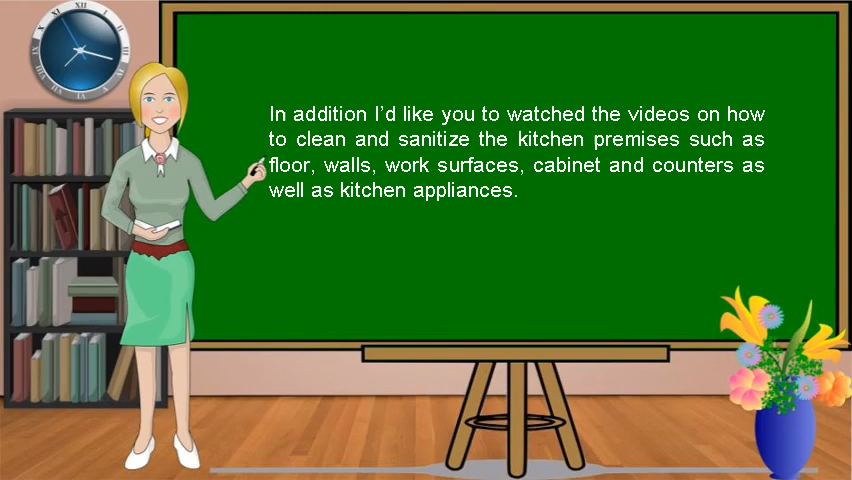 In addition I’d like you to watched the videos on how
to clean and sanitize the kitchen premises such as
floor, walls, work surfaces, cabinet and counters as
well as kitchen appliances.